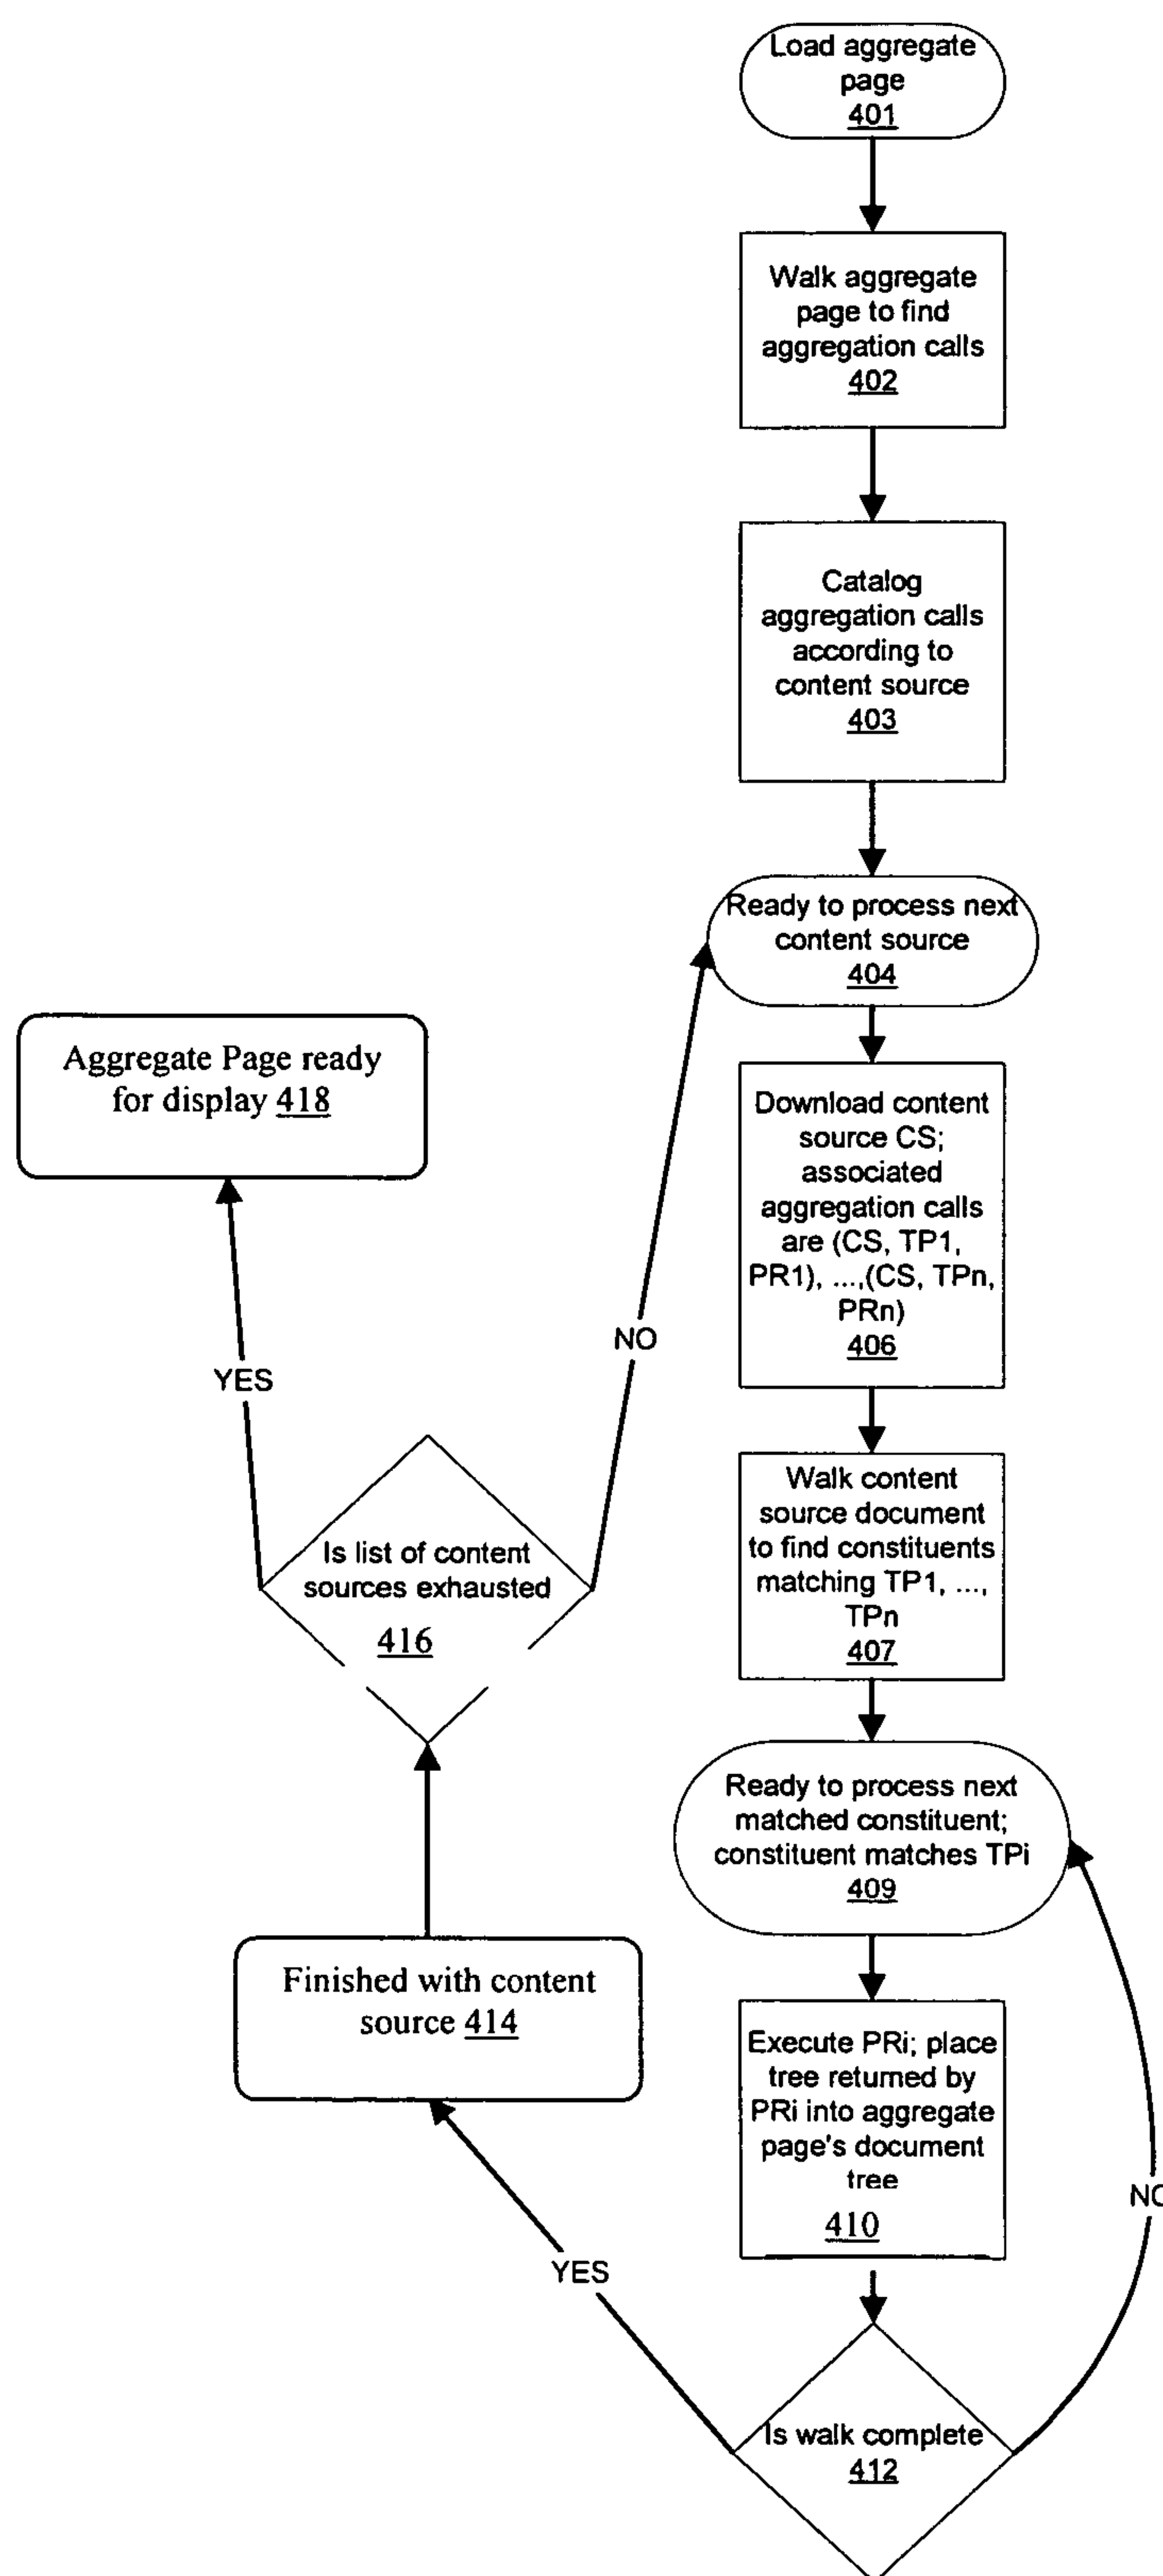 Load aggregate
page
401
Walk aggregate
page to find
aggregation calls
402
Catalog
aggregation calls
according to
content source
403
Ready to process next
content source
404
Download content
source CS;
associated
aggregation calls
are (CS, TP1,
PR1), ...,(CS, TPn,
PRn)
406
Walk content
source document
to find constituents
matching TP1, ...,
TPn
407
Ready to process next
matched constituent;
constituent matches TPi
409
Execute PRi; place
tree returned by
PRi into aggregate
page's document
tree
410
Is walk complete
412
NO
YES
Finished with content
source 414
Is list of content
sources exhausted
416
NO
YES
Aggregate Page ready
for display 418